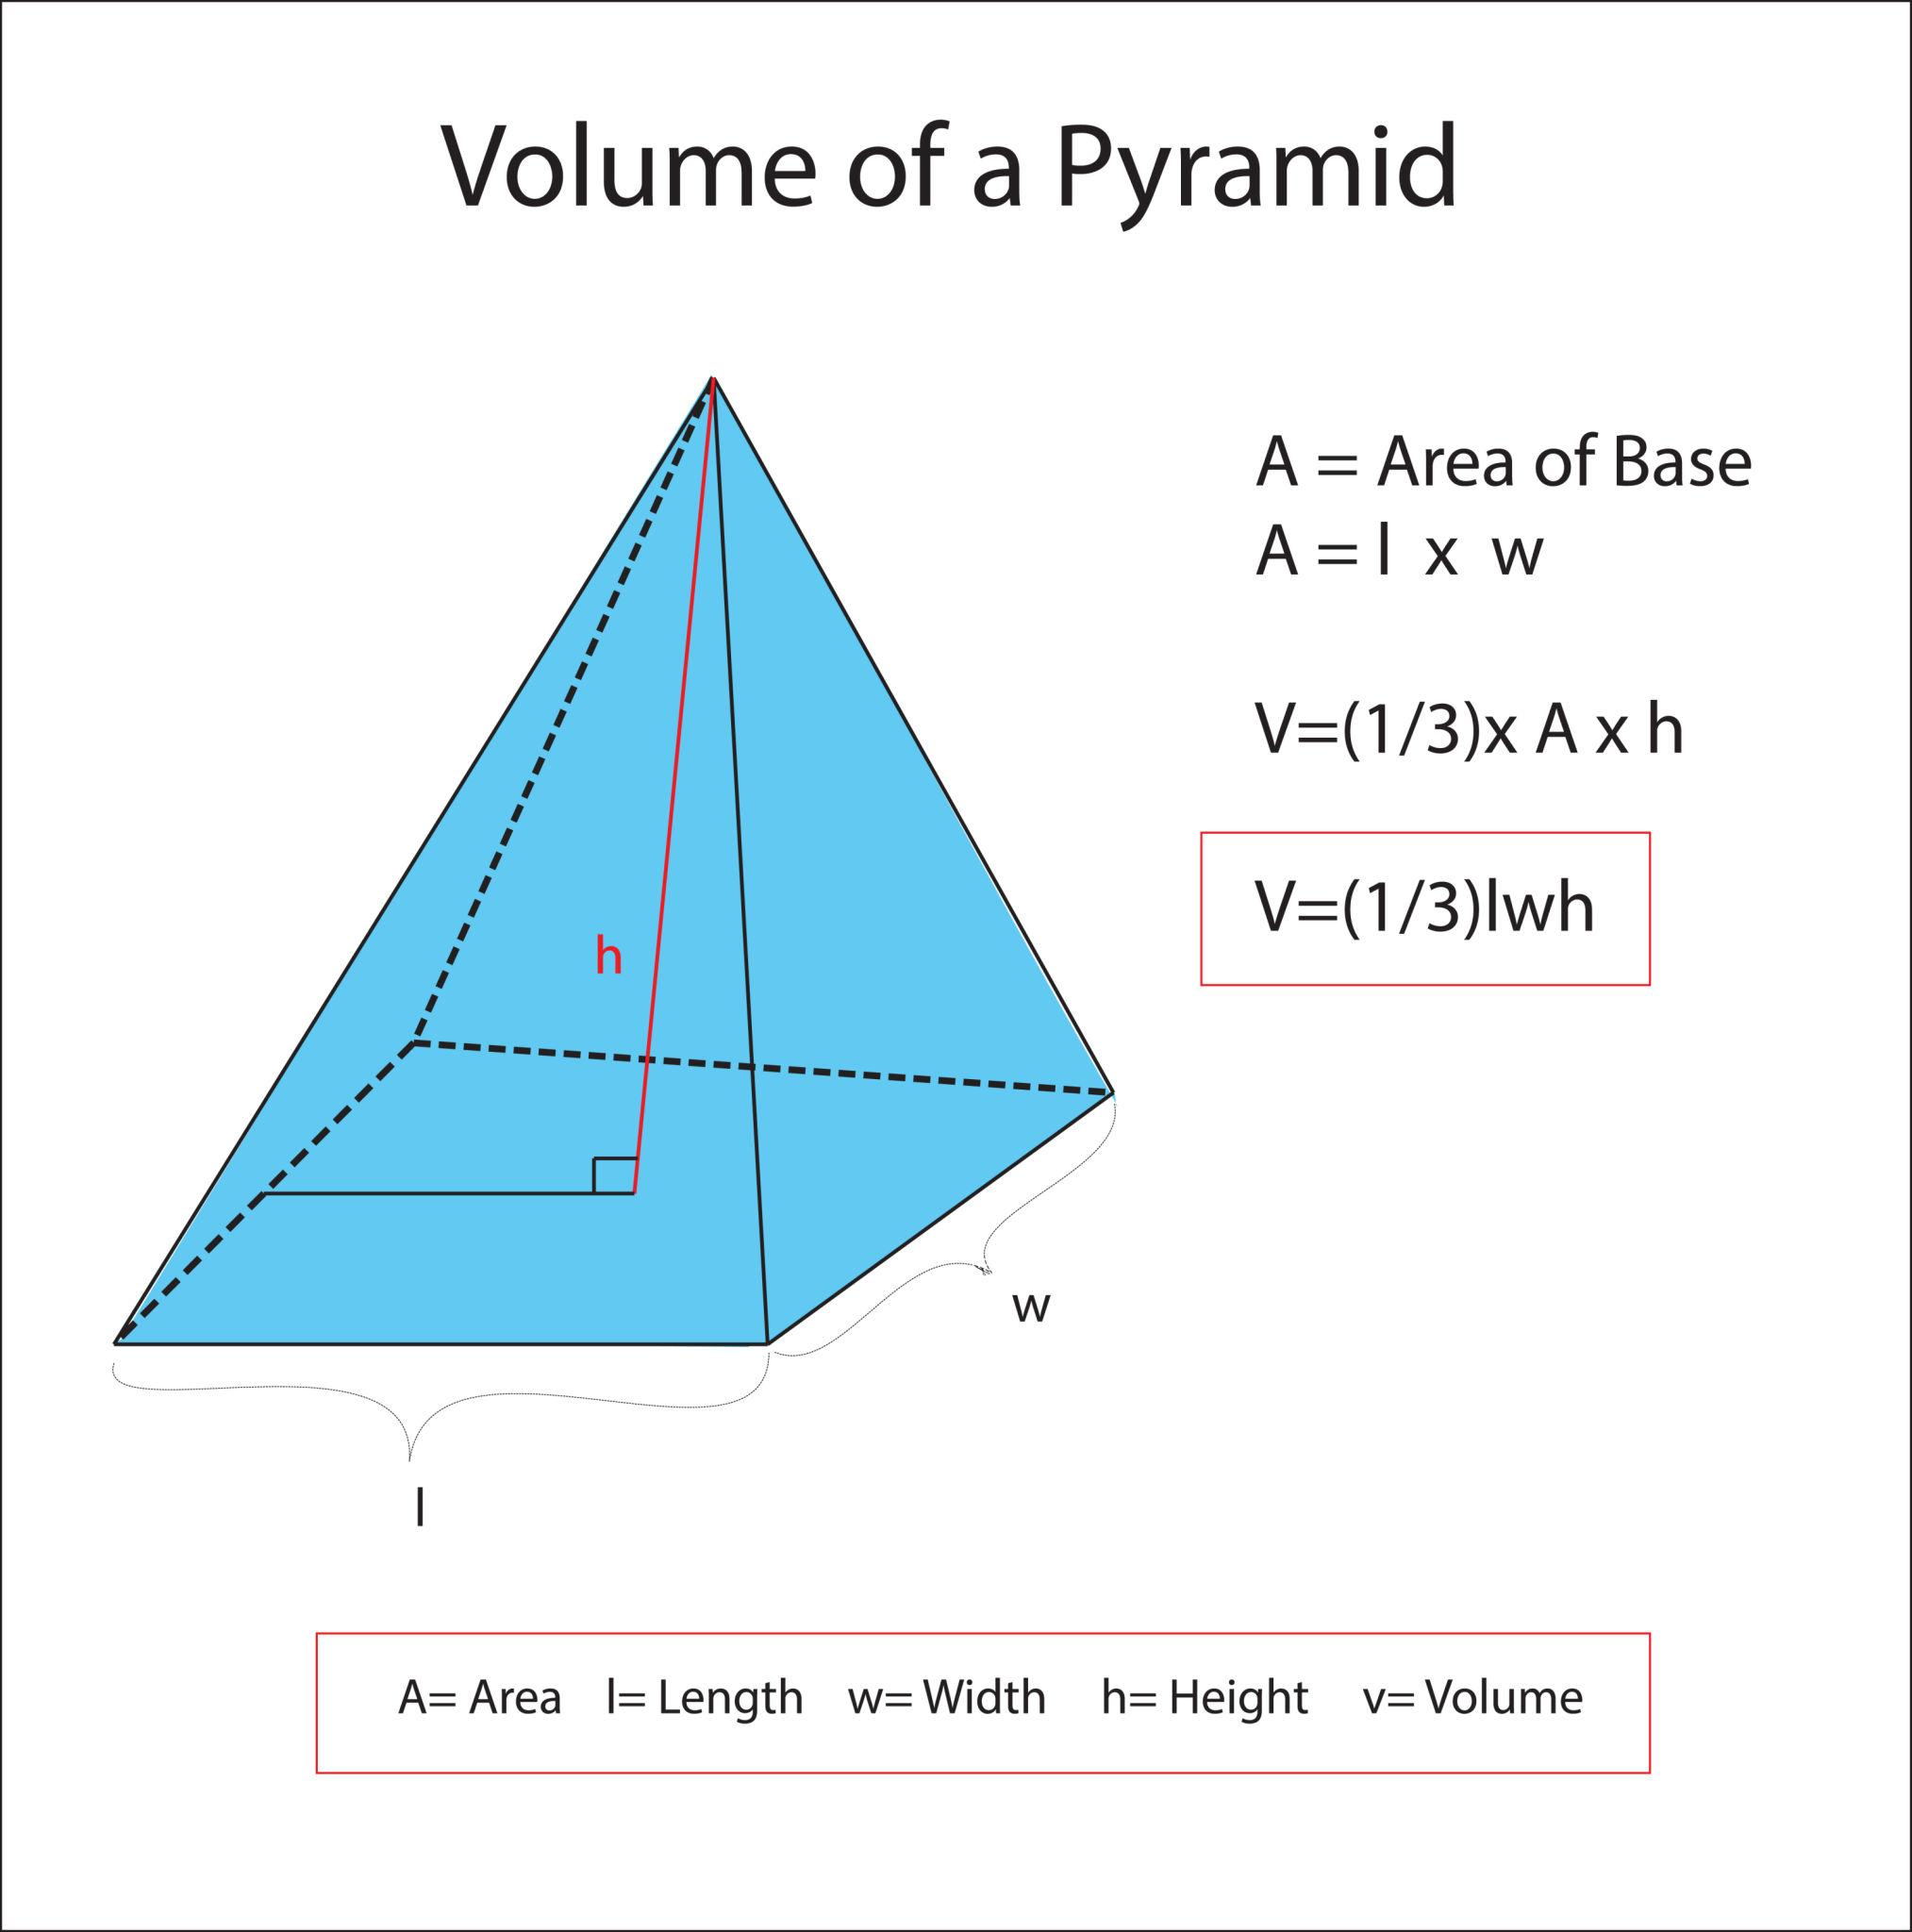 Volume of a Pyramid
A = Area of Base
A = l x w
V=(1/3)x A x h
V=(1/3)lwh
h
w
l
A= Area l= Length w= Width h= Height v= Volume